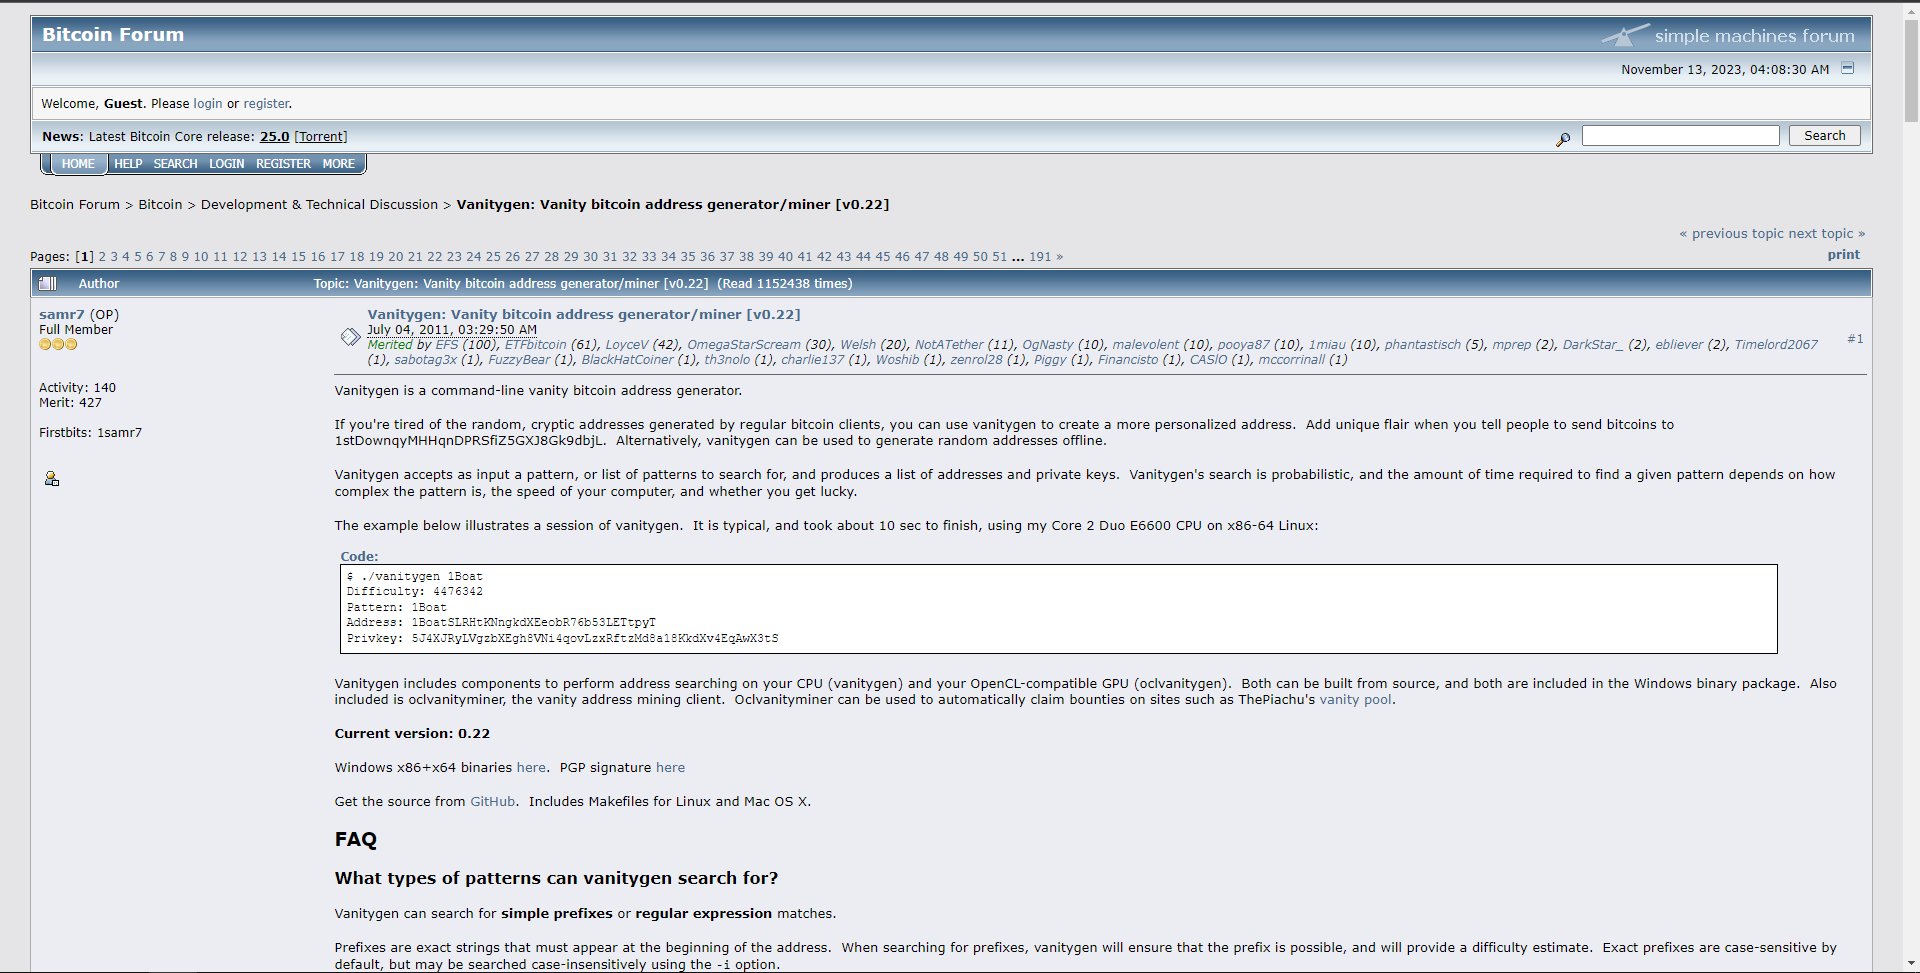 Bitcoin Forum
simple machines forum
November 13, 2023, 04:08:30 AM
Welcome, Guest. Please login or register.
News: Latest Bitcoin Core release: 25.0 [Torrent]
Search
HOME HELP SEARCH LOGIN REGISTER MORE
Bitcoin Forum > Bitcoin > Development & Technical Discussion > Vanitygen: Vanity bitcoin address generator/miner [v0.22]
« previous topic next topic »
Pages: [1] 2 3 4 5 6 7 8 9 10 11 12 13 14 15 16 17 18 19 20 21 22 23 24 25 26 27 28 29 30 31 32 33 34 35 36 37 38 39 40 41 42 43 44 45 46 47 48 49 50 51 ... 191 »
print
Author
Topic: Vanitygen: Vanity bitcoin address generator/miner [v0.22]  (Read 1152438 times)
samr7 (OP)
Full Member
Activity: 140
Merit: 427
Firstbits: 1samr7
Vanitygen: Vanity bitcoin address generator/miner [v0.22]
July 04, 2011, 03:29:50 AM
Merited by EFS (100), ETFbitcoin (61), LoyceV (42), OmegaStarScream (30), Welsh (20), NotATether (11), OgNasty (10), malevolent (10), pooya87 (10), 1miau (10), phantastisch (5), mprep (2), DarkStar_ (2), ebliever (2), Timelord2067
(1), sabotag3x (1), FuzzyBear (1), BlackHatCoiner (1), th3nolo (1), charlie137 (1), Woshib (1), zenrol28 (1), Piggy (1), Financisto (1), CASIO (1), mccorrinall (1)
#1
Vanitygen is a command-line vanity bitcoin address generator.
If you're tired of the random, cryptic addresses generated by regular bitcoin clients, you can use vanitygen to create a more personalized address.  Add unique flair when you tell people to send bitcoins to
1stDownqyMHHqnDPRSfiZ5GXJ8Gk9dbjL.  Alternatively, vanitygen can be used to generate random addresses offline.
Vanitygen accepts as input a pattern, or list of patterns to search for, and produces a list of addresses and private keys.  Vanitygen's search is probabilistic, and the amount of time required to find a given pattern depends on how
complex the pattern is, the speed of your computer, and whether you get lucky.
The example below illustrates a session of vanitygen.  It is typical, and took about 10 sec to finish, using my Core 2 Duo E6600 CPU on x86-64 Linux:
Code:
$ ./vanitygen 1Boat
Difficulty: 4476342
Pattern: 1Boat
Address: 1BoatSLRHtKNngkdXEeobR76b53LETtpyT
Privkey: 5J4XJRyLVgzbXEgh8VNi4qovLzxRftzMd8a18KkdXv4EqAwX3tS
Vanitygen includes components to perform address searching on your CPU (vanitygen) and your OpenCL-compatible GPU (oclvanitygen).  Both can be built from source, and both are included in the Windows binary package.  Also
included is oclvanityminer, the vanity address mining client.  Oclvanityminer can be used to automatically claim bounties on sites such as ThePiachu's vanity pool.
Current version: 0.22
Windows x86+x64 binaries here.  PGP signature here
Get the source from GitHub.  Includes Makefiles for Linux and Mac OS X.
FAQ
What types of patterns can vanitygen search for?
Vanitygen can search for simple prefixes or regular expression matches.
Prefixes are exact strings that must appear at the beginning of the address.  When searching for prefixes, vanitygen will ensure that the prefix is possible, and will provide a difficulty estimate.  Exact prefixes are case-sensitive by
default, but may be searched case-insensitively using the -i option.